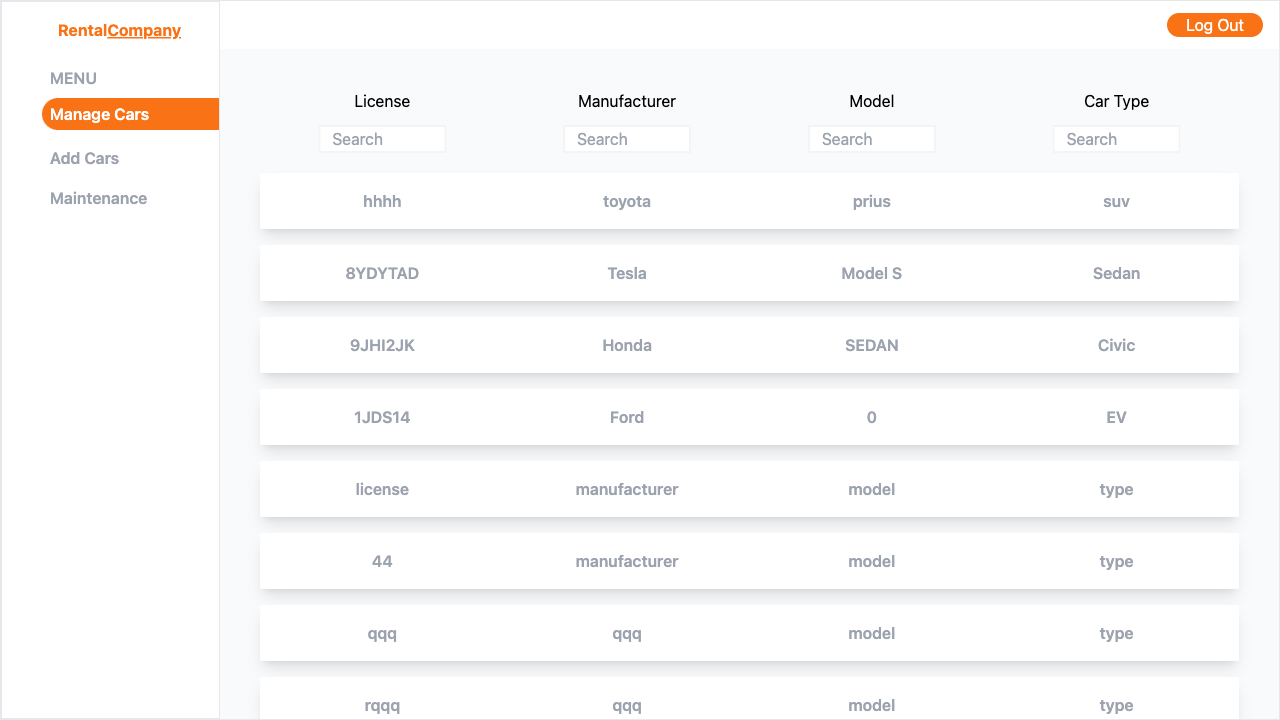 RentalCompany
MENU
Manage Cars
Add Cars
Maintenance
Log Out
License Manufacturer Model Car Type
Search Search Search Search
hhhh toyota prius suv
8YDYTAD Tesla Model S Sedan
9JHI2JK Honda SEDAN Civic
1JDS14 Ford 0 EV
license manufacturer model type
44 manufacturer model type
qqq qqq model type
rqqq qqq model type